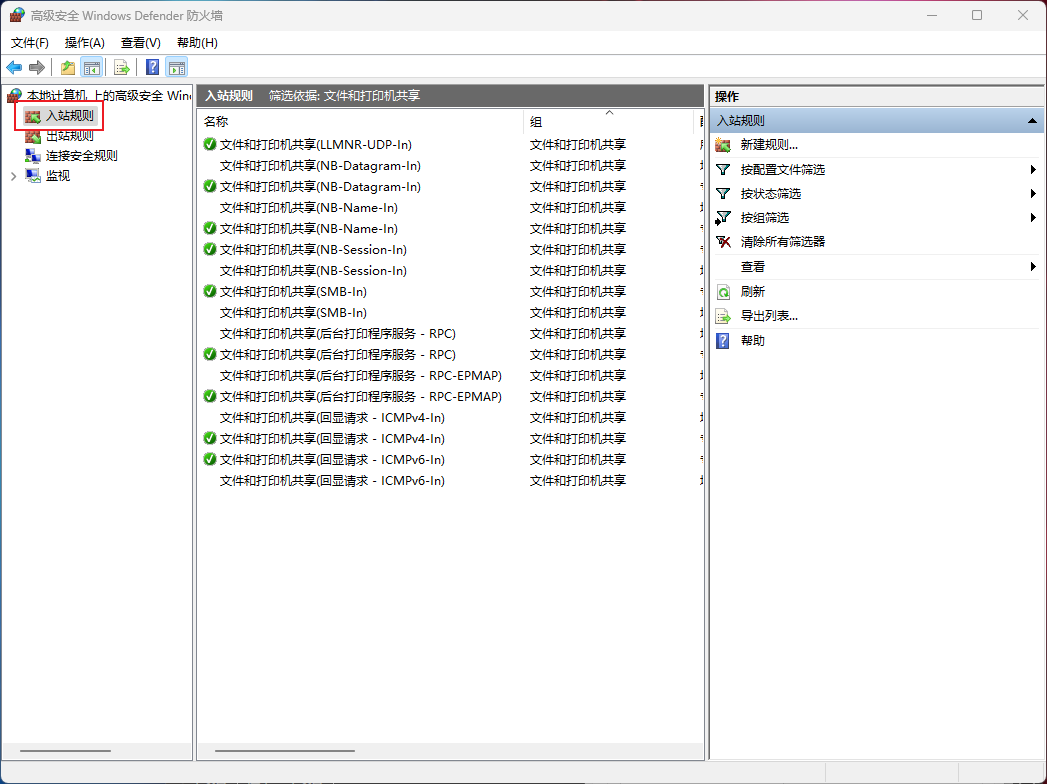 高级安全 Windows Defender 防火墙
文件(F) 操作(A) 查看(V) 帮助(H)
本地计算机 上的高级安全 Win
入站规则
出站规则
连接安全规则
监视
入站规则 筛选依据: 文件和打印机共享
名称 组
文件和打印机共享(LLMNR-UDP-In) 文件和打印机共享
文件和打印机共享(NB-Datagram-In) 文件和打印机共享
文件和打印机共享(NB-Datagram-In) 文件和打印机共享
文件和打印机共享(NB-Name-In) 文件和打印机共享
文件和打印机共享(NB-Name-In) 文件和打印机共享
文件和打印机共享(NB-Session-In) 文件和打印机共享
文件和打印机共享(NB-Session-In) 文件和打印机共享
文件和打印机共享(SMB-In) 文件和打印机共享
文件和打印机共享(SMB-In) 文件和打印机共享
文件和打印机共享(后台打印程序服务 - RPC) 文件和打印机共享
文件和打印机共享(后台打印程序服务 - RPC) 文件和打印机共享
文件和打印机共享(后台打印程序服务 - RPC-EPMAP) 文件和打印机共享
文件和打印机共享(后台打印程序服务 - RPC-EPMAP) 文件和打印机共享
文件和打印机共享(回显请求 - ICMPv4-In) 文件和打印机共享
文件和打印机共享(回显请求 - ICMPv4-In) 文件和打印机共享
文件和打印机共享(回显请求 - ICMPv6-In) 文件和打印机共享
文件和打印机共享(回显请求 - ICMPv6-In) 文件和打印机共享
操作
入站规则
新建规则...
按配置文件筛选
按状态筛选
按组筛选
清除所有筛选器
查看
刷新
导出列表...
帮助